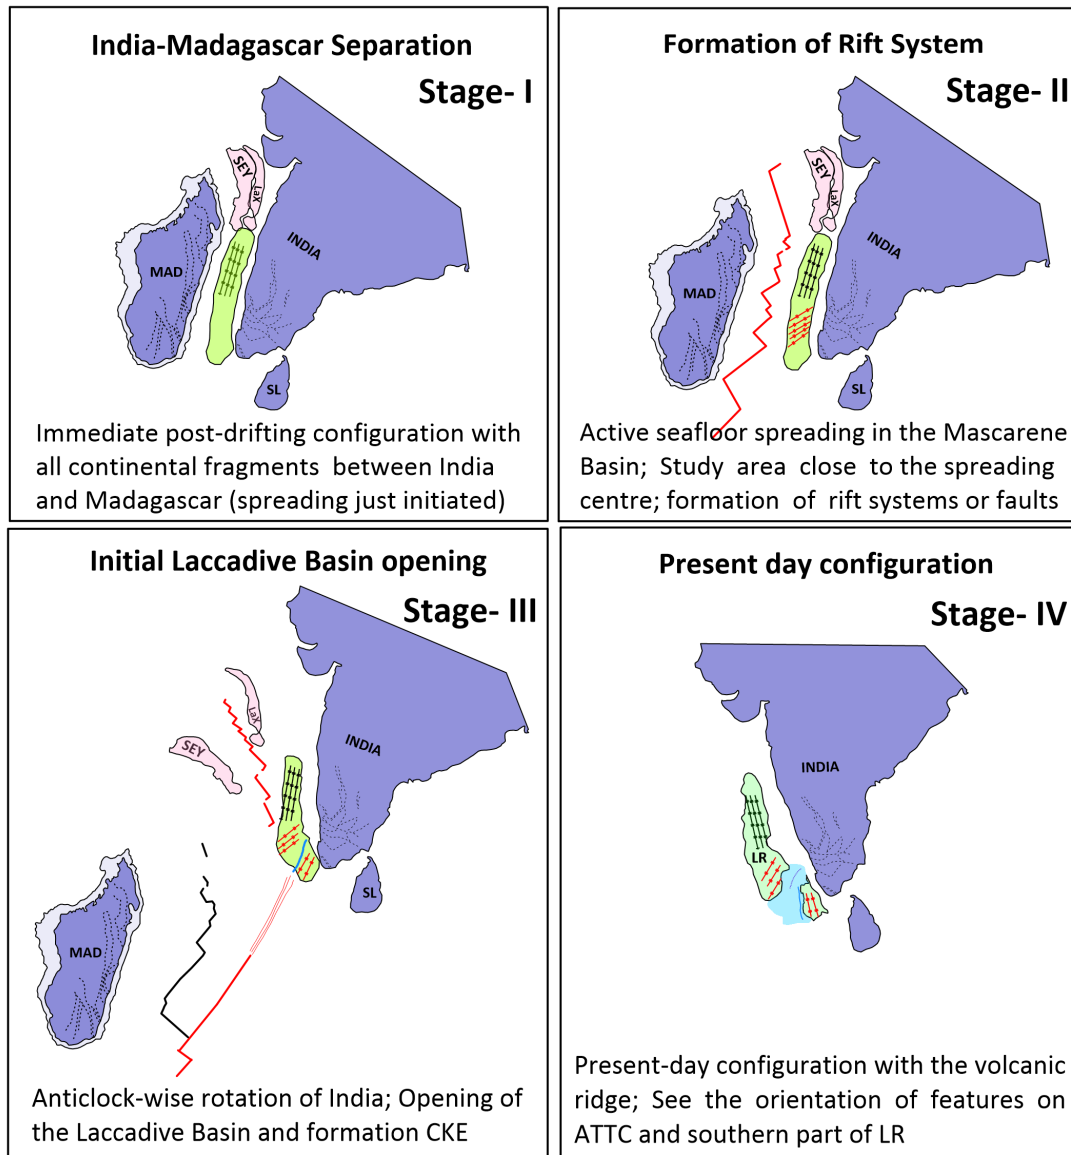 India-Madagascar Separation
Stage- I
SEY
LaX
MAD
INDIA
SL
Immediate post-drifting configuration with
all continental fragments between India
and Madagascar (spreading just initiated)
Formation of Rift System
Stage- II
SEY
LaX
INDIA
MAD
SL
Active seafloor spreading in the Mascarene
Basin; Study area close to the spreading
centre; formation of rift systems or faults
Initial Laccadive Basin opening
Stage- III
LaX
SEY
INDIA
SL
MAD
Anticlock-wise rotation of India; Opening of
the Laccadive Basin and formation CKE
Present day configuration
Stage- IV
INDIA
LR
Present-day configuration with the volcanic
ridge; See the orientation of features on
ATTC and southern part of LR